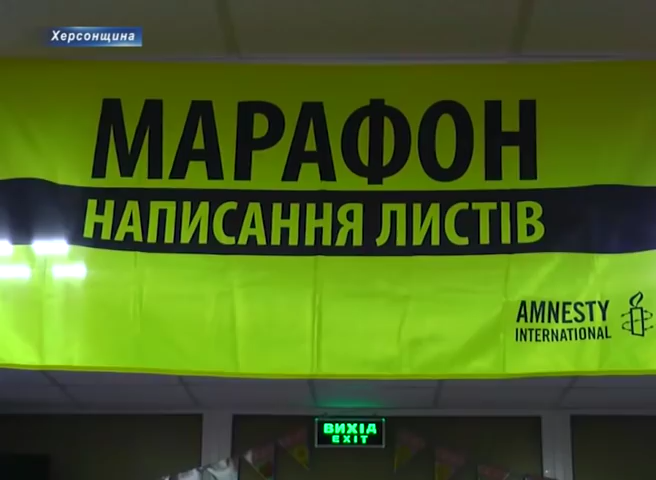 Херсонщина
МАРАФОН
НАПИСАННЯ ЛИСТІВ
AMNESTY
INTERNATIONAL
ВИХІД
EXIT